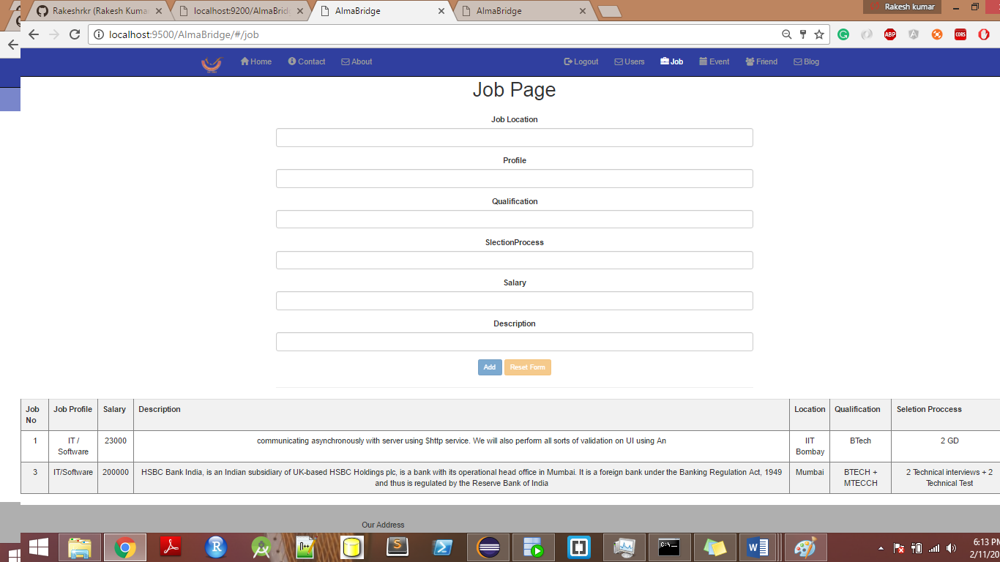 Rakeshrkr (Rakesh Kuma
localhost:9200/AlmaBridg
AlmaBridge
AlmaBridge
Rakesh kumar
localhost:9500/AlmaBridge/#/job
ABP
CORS
Home
Contact
About
Logout
Users
Job
Event
Friend
Blog
Job Page
Job Location
Profile
Qualification
SlectionProcess
Salary
Description
Add
Reset Form
Job No
Job Profile
Salary
Description
Location
Qualification
Seletion Proccess
1
IT /
Software
23000
communicating asynchronously with server using $http service. We will also perform all sorts of validation on UI using An
IIT
Bombay
BTech
2 GD
3
IT/Software
200000
HSBC Bank India, is an Indian subsidiary of UK-based HSBC Holdings plc, is a bank with its operational head office in Mumbai. It is a foreign bank under the Banking Regulation Act, 1949
and thus is regulated by the Reserve Bank of India
Mumbai
BTECH +
MTECCH
2 Technical interviews + 2
Technical Test
Our Address
6:13 PM
2/11/20